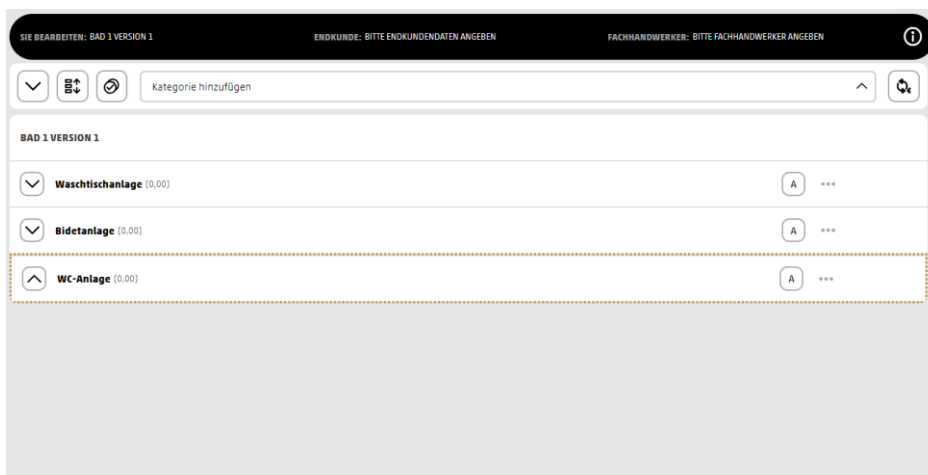 SIE BEARBEITEN: BAD 1 VERSION 1 ENDKUNDE: BITTE ENDKUNDENDATEN ANGEBEN FACHHANDWERKER: BITTE FACHHANDWERKER ANGEBEN
Kategorie hinzufügen
BAD 1 VERSION 1
Waschtischanlage (0,00) A
Bidetanlage (0,00) A
WC-Anlage (0,00) A